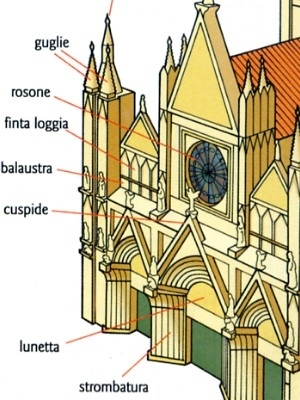 guglie
rosone
finta loggia
balaustra
cuspide
lunetta
strombatura